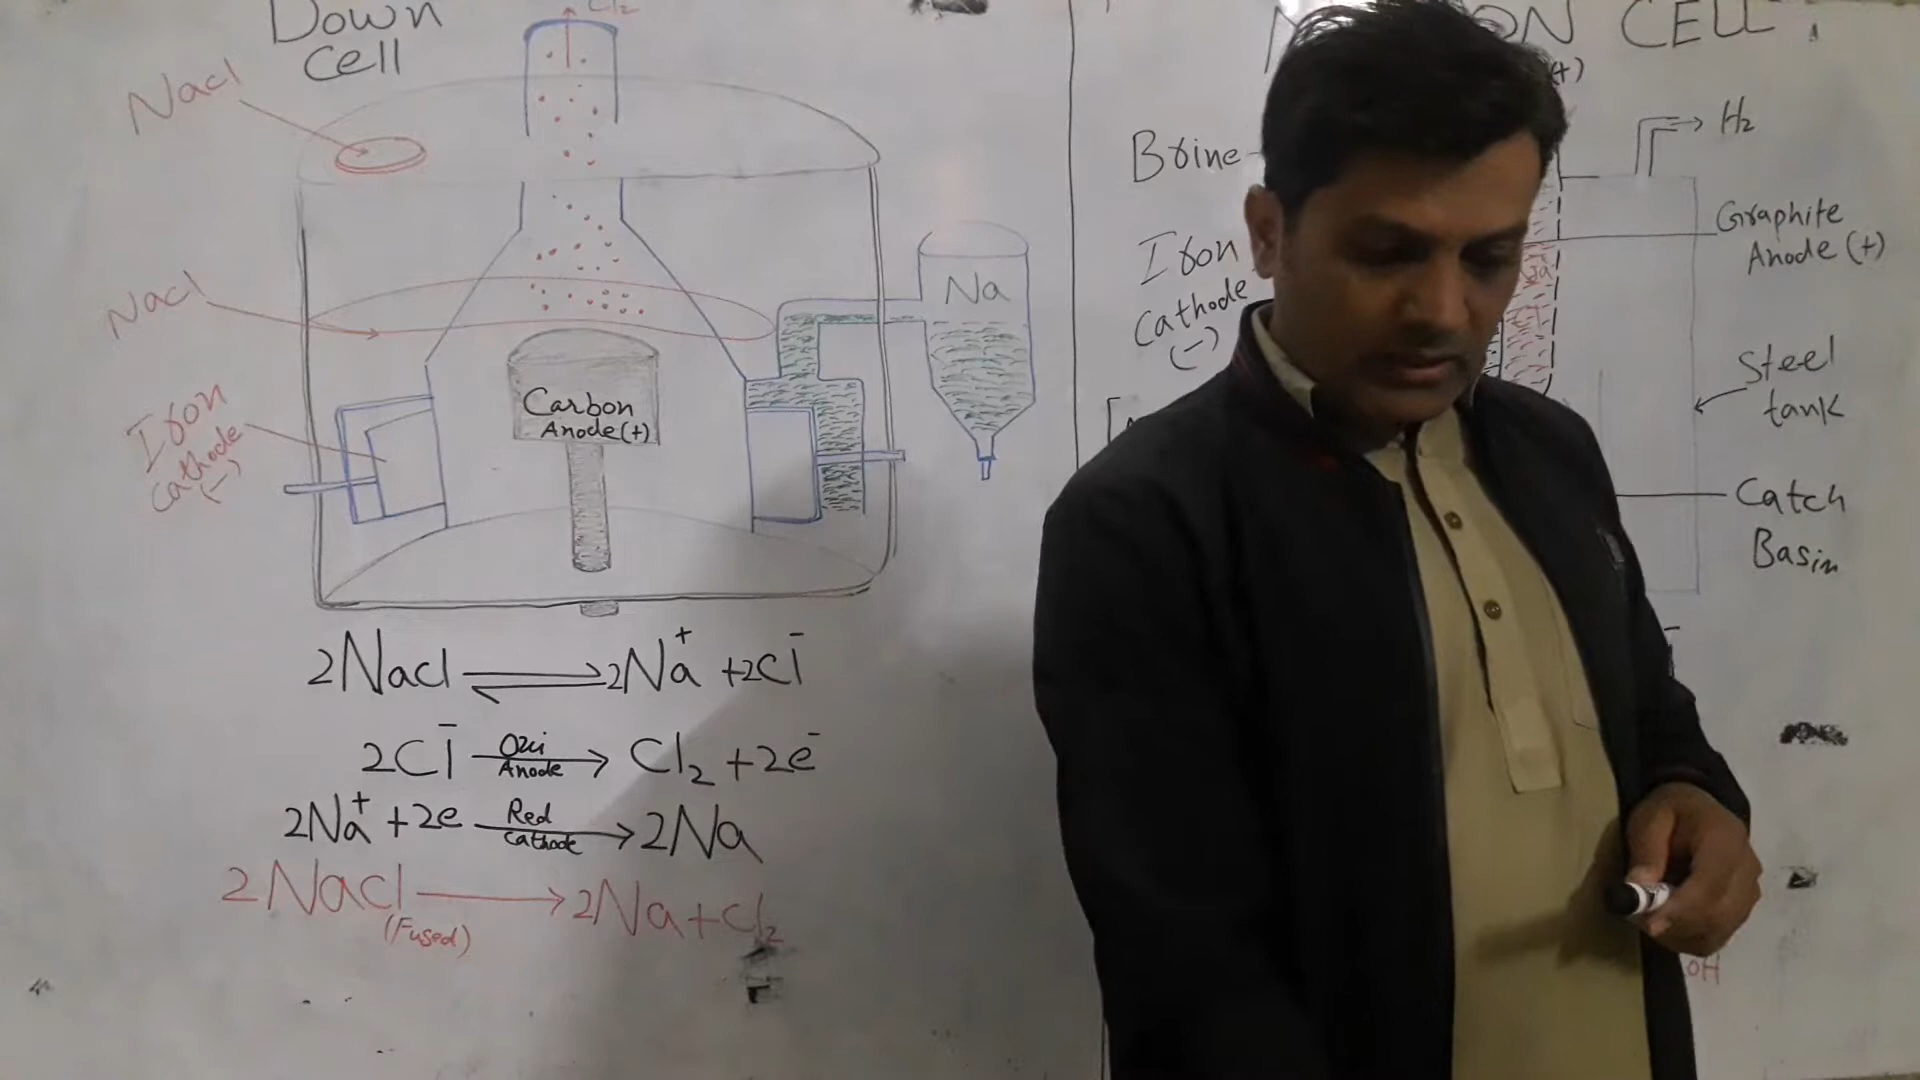 Down
Cell
Cl2
NaCl
NaCl
Iron
Cathode
(-)
Carbon
Anode(+)
Na
2NaCl ⇌ 2Na⁺ + 2Cl⁻
2Cl⁻ Oxi Anode → Cl₂ + 2e⁻
2Na⁺ + 2e Red Cathode → 2Na
2NaCl → 2Na + Cl₂
(Fused)
CELL
(+)
Brine
H₂
Iron
Cathode
(-)
Graphite
Anode (+)
Steel
tank
Catch
Basin
OH